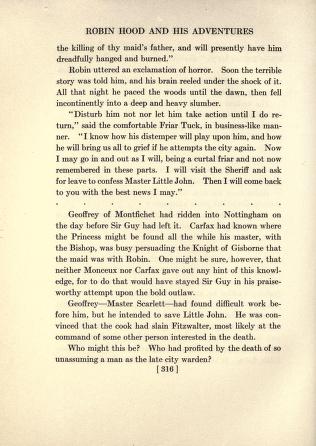 ROBIN HOOD AND HIS ADVENTURES
the killing of thy maid's father, and will presently have him
dreadfully hanged and burned."
Robin uttered an exclamation of horror. Soon the terrible
story was told him, and his brain reeled under the shock of it.
All that night he paced the woods until the dawn, then fell
incontinently into a deep and heavy slumber.
"Disturb him not nor let him take action until I do re-
turn," said the comfortable Friar Tuck, in business-like man-
ner. "I know how his distemper will play upon him, and how
he will bring us all to grief if he attempts the city again. Now
I may go in and out as I will, being a curtal friar and not now
remembered in these parts. I will visit the Sheriff and ask
for leave to confess Master Little John. Then I will come back
to you with the best news I may."
. . . . . . . .
Geoffrey of Montfichet had ridden into Nottingham on
the day before Sir Guy had left it. Carfax had known where
the Princess might be found all the while his master, with
the Bishop, was busy persuading the Knight of Gisborne that
the maid was with Robin. One might be sure, however, that
neither Monceux nor Carfax gave out any hint of this knowl-
edge, for to do that would have stayed Sir Guy in his praise-
worthy attempt upon the bold outlaw.
Geoffrey—Master Scarlett—had found difficult work be-
fore him, but he intended to save Little John. He was con-
vinced that the cook had slain Fitzwalter, most likely at the
command of some other person interested in the death.
Who might this be? Who had profited by the death of so
unassuming a man as the late city warden?
[ 316 ]